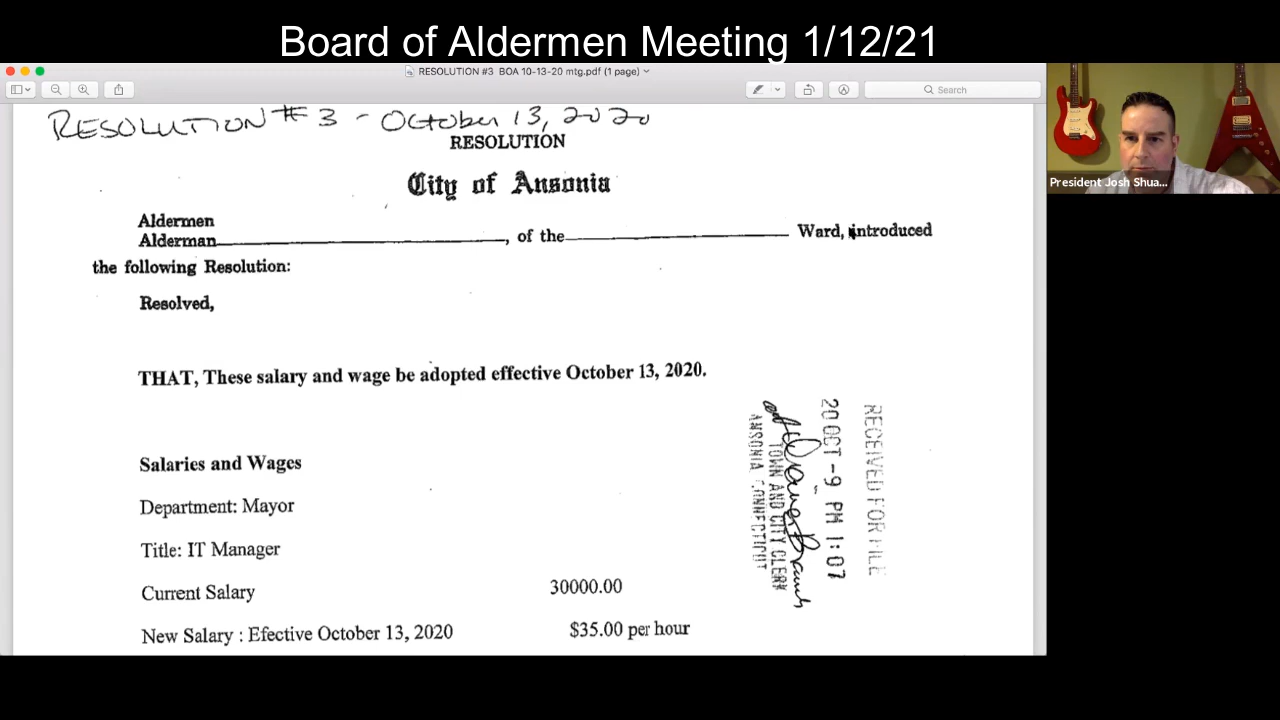 Board of Aldermen Meeting 1/12/21
RESOLUTION #3 BOA 10-13-20 mtg.pdf (1 page)
Search
RESOLUTION # 3 - October 13, 2020
RESOLUTION
City of Ansonia
Aldermen
Alderman, of the Ward, introduced
the following Resolution:
Resolved,
THAT, These salary and wage be adopted effective October 13, 2020.
Salaries and Wages
Department: Mayor
Title: IT Manager
Current Salary 30000.00
New Salary : Efective October 13, 2020 $35.00 per hour
RECEIVED FOR FILE
20 OCT -9 PM 1:07
TOWN AND CITY CLERK
ANSONIA CONNECTICUT
President Josh Shua...